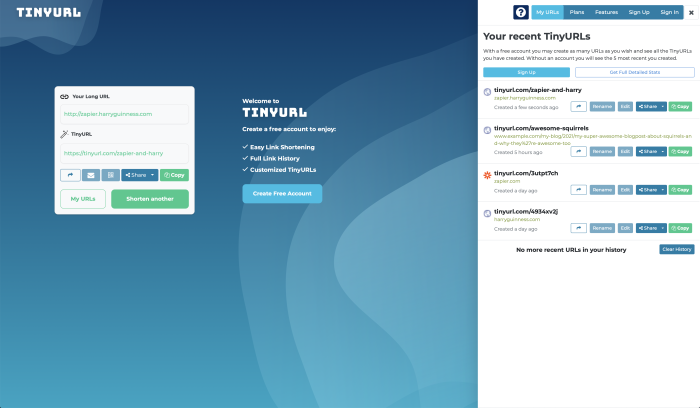 TINYURL
Your Long URL
http://zapier.harryguinness.com
TinyURL
https://tinyurl.com/zapier-and-harry
Share
Copy
My URLs
Shorten another
Welcome to
TINYURL
Create a free account to enjoy:
Easy Link Shortening
Full Link History
Customized TinyURLs
Create Free Account
? My URLs Plans Features Sign Up Sign In ×
Your recent TinyURLs
With a free account you may create as many URLs as you wish and see all the TinyURLs
you have created. Without an account you will see the 5 most recent you created.
Sign Up Get Full Detailed Stats
tinyurl.com/zapier-and-harry
zapier.harryguinness.com
Created a few seconds ago Rename Edit Share Copy
tinyurl.com/awesome-squirrels
www.example.com/my-blog/2021/my-super-awesome-blogpost-about-squirrels-an
d-why-they%27re-awesome-too
Created 5 hours ago Rename Edit Share Copy
tinyurl.com/3utpt7ch
zapier.com
Created a day ago Rename Edit Share Copy
tinyurl.com/4934xv2j
harryguinness.com
Created a day ago Rename Edit Share Copy
No more recent URLs in your history Clear History